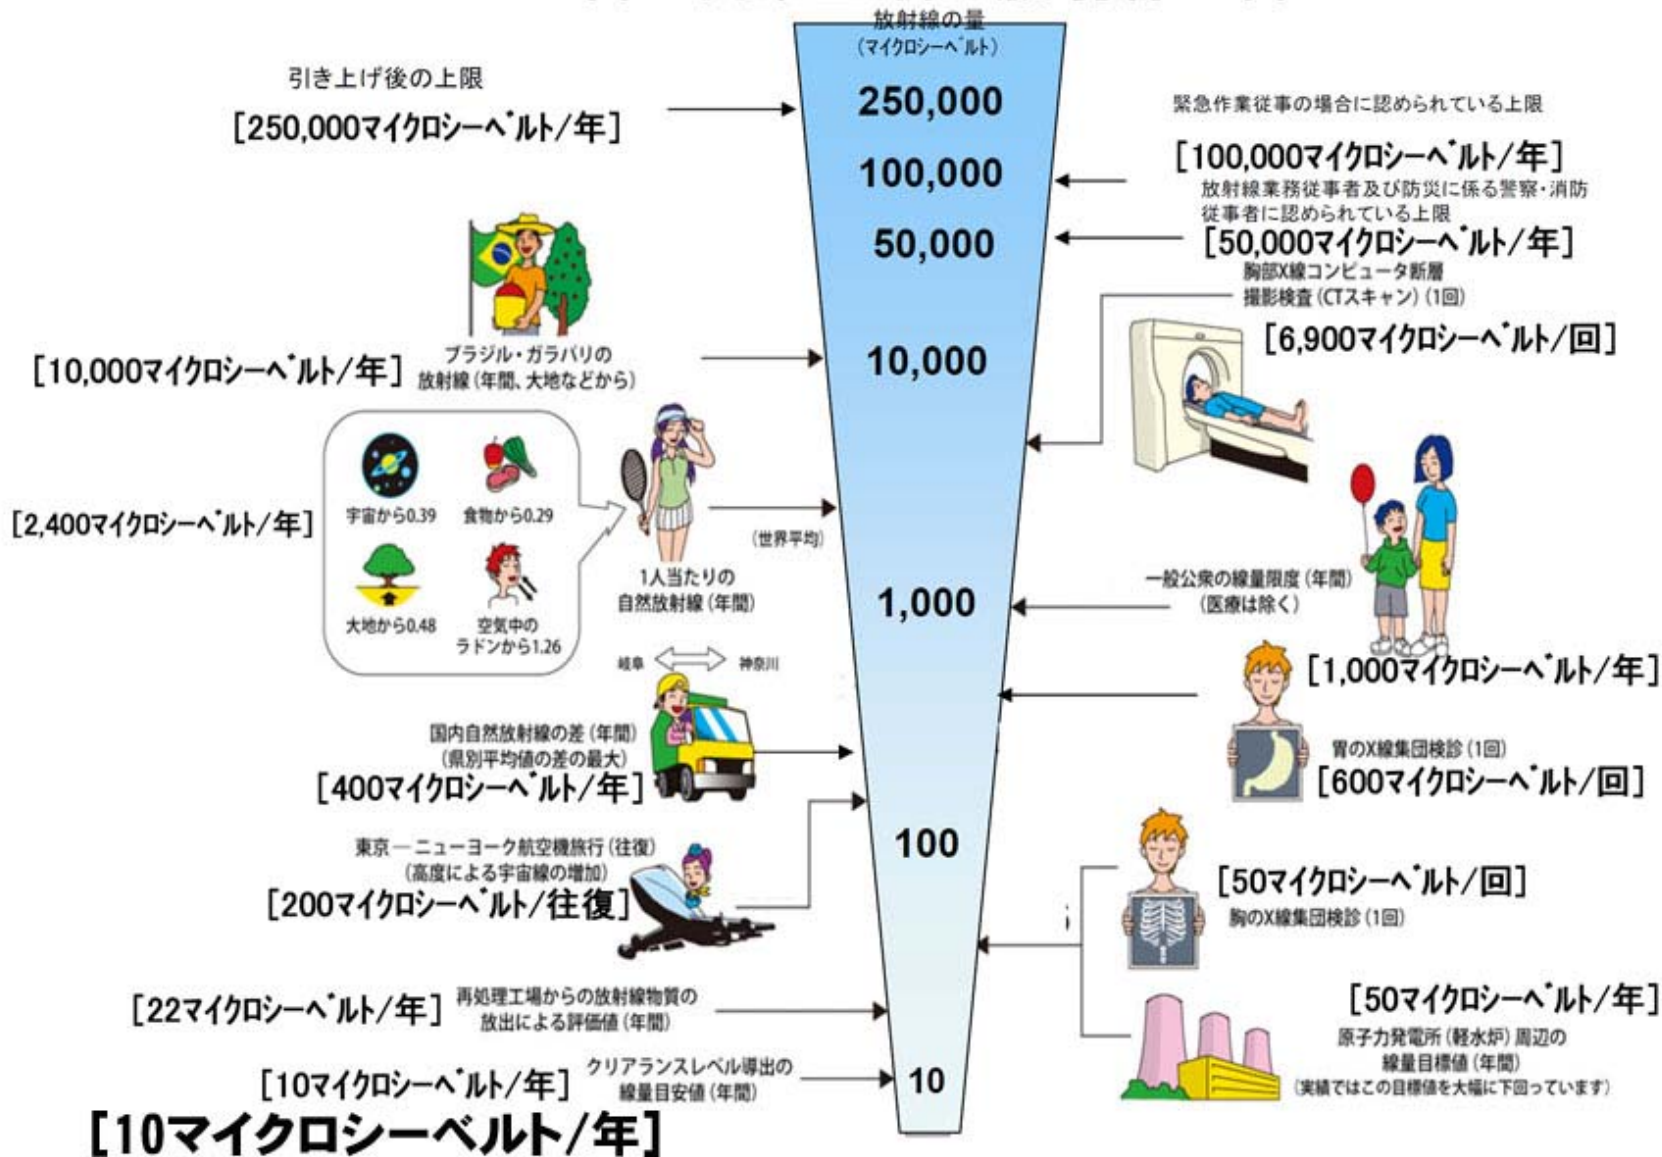 放射線の量
(マイクロシーベルト)
250,000
100,000
50,000
10,000
1,000
100
10
引き上げ後の上限
[250,000マイクロシーベルト/年]
[10,000マイクロシーベルト/年]
ブラジル・ガラパリの
放射線(年間、大地などから)
[2,400マイクロシーベルト/年]
宇宙から0.39
食物から0.29
大地から0.48
空気中の
ラドンから1.26
(世界平均)
1人当たりの
自然放射線(年間)
岐阜
神奈川
国内自然放射線の差(年間)
(県別平均値の差の最大)
[400マイクロシーベルト/年]
東京―ニューヨーク航空機旅行(往復)
(高度による宇宙線の増加)
[200マイクロシーベルト/往復]
[22マイクロシーベルト/年]
再処理工場からの放射線物質の
放出による評価値(年間)
[10マイクロシーベルト/年]
クリアランスレベル導出の
線量目安値(年間)
[10マイクロシーベルト/年]
緊急作業従事の場合に認められている上限
[100,000マイクロシーベルト/年]
放射線業務従事者及び防災に係る警察・消防
従事者に認められている上限
[50,000マイクロシーベルト/年]
胸部X線コンピュータ断層
撮影検査(CTスキャン)(1回)
[6,900マイクロシーベルト/回]
一般公衆の線量限度(年間)
(医療は除く)
[1,000マイクロシーベルト/年]
胃のX線集団検診(1回)
[600マイクロシーベルト/回]
[50マイクロシーベルト/回]
胸のX線集団検診(1回)
[50マイクロシーベルト/年]
原子力発電所(軽水炉)周辺の
線量目標値(年間)
(実績ではこの目標値を大幅に下回っています)